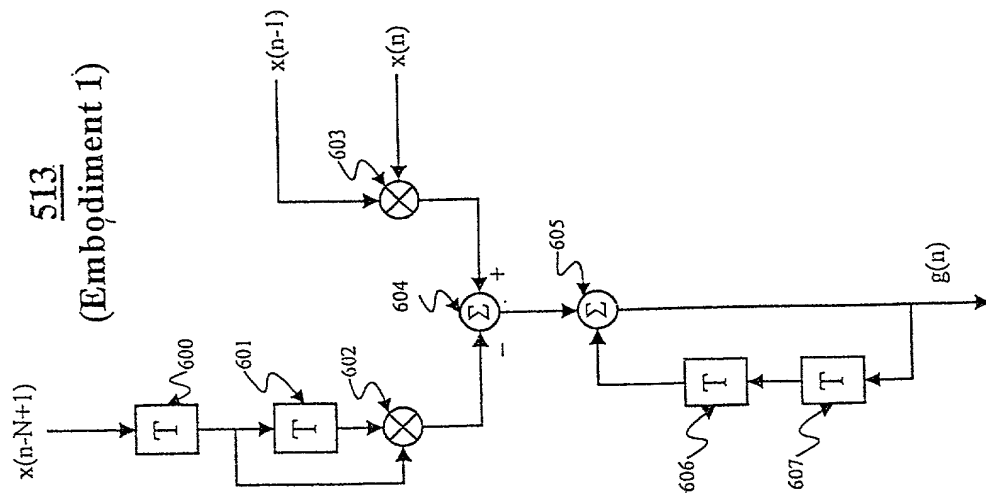 513
(Embodiment 1)
x(n-N+1)
T
600
601
T
602
x(n-1)
x(n)
603
604
Σ
+
−
605
Σ
606
T
607
T
g(n)